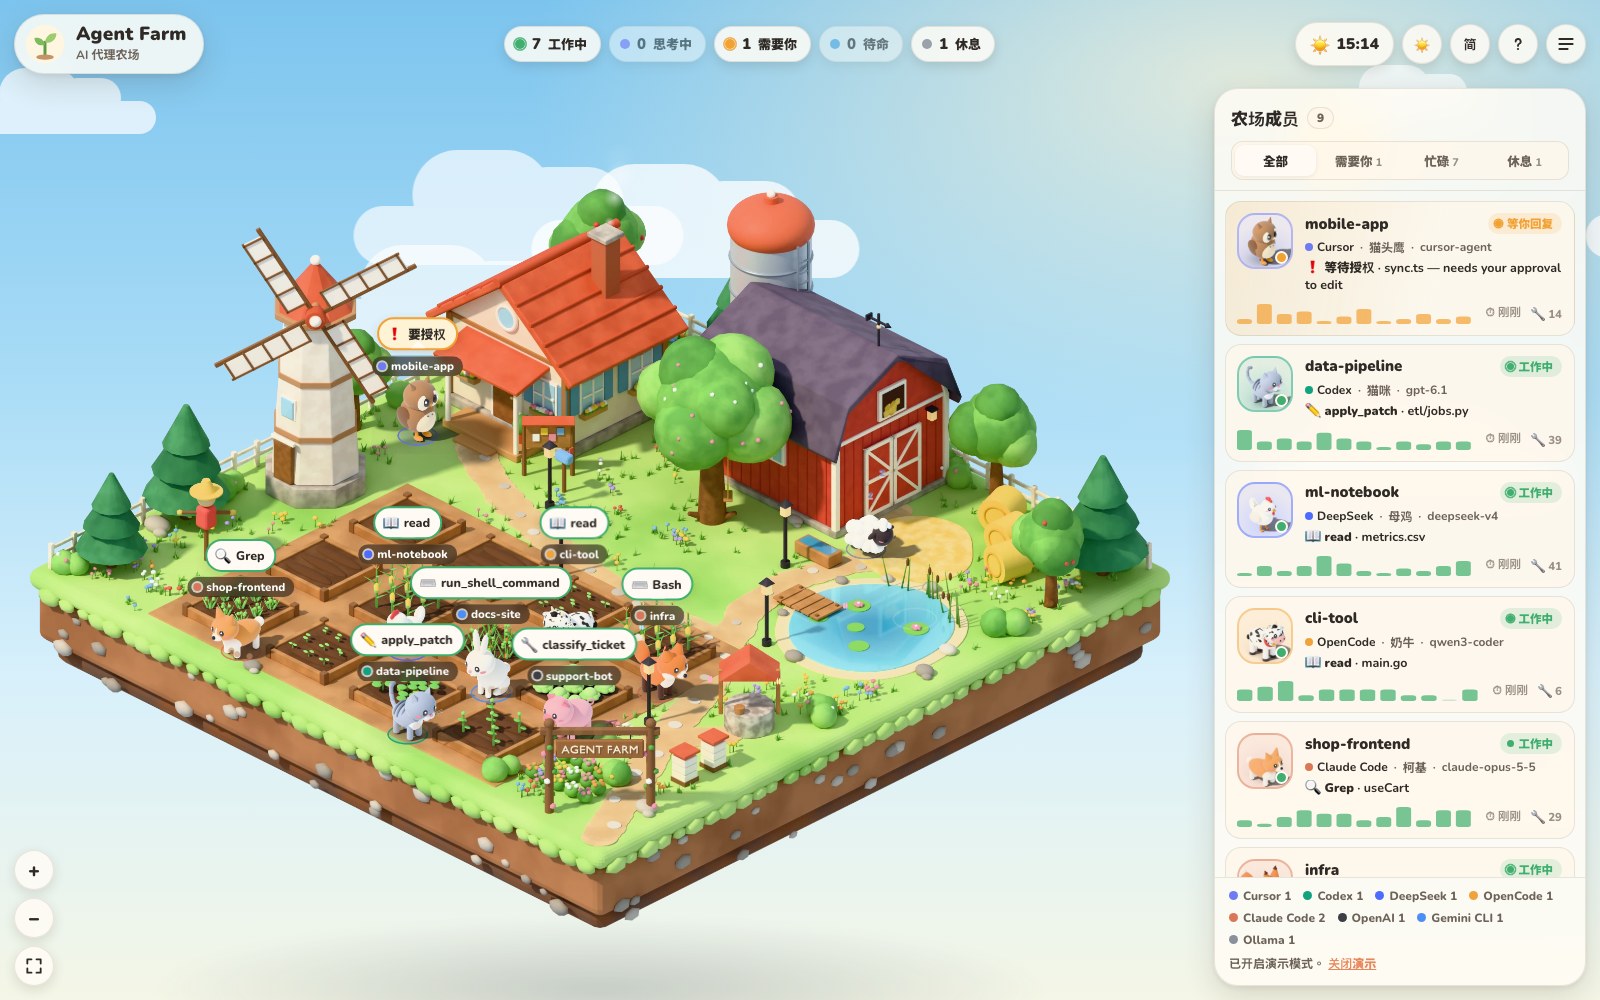 Agent Farm
AI 代理农场
7 工作中
0 思考中
1 需要你
0 待命
1 休息
15:14
简
?
农场成员 9
全部
需要你 1
忙碌 7
休息 1
mobile-app
等你回复
Cursor · 猫头鹰 · cursor-agent
❗ 等待授权 · sync.ts — needs your approval
to edit
刚刚 14
data-pipeline
工作中
Codex · 猫咪 · gpt-6.1
apply_patch · etl/jobs.py
刚刚 39
ml-notebook
工作中
DeepSeek · 母鸡 · deepseek-v4
read · metrics.csv
刚刚 41
cli-tool
工作中
OpenCode · 奶牛 · qwen3-coder
read · main.go
刚刚 6
shop-frontend
工作中
Claude Code · 柯基 · claude-opus-5-5
Grep · useCart
刚刚 29
infra
工作中
Cursor 1
Codex 1
DeepSeek 1
OpenCode 1
Claude Code 2
OpenAI 1
Gemini CLI 1
Ollama 1
已开启演示模式。 关闭演示
❗ 要授权
mobile-app
read
ml-notebook
read
cli-tool
Grep
shop-frontend
run_shell_command
docs-site
Bash
infra
apply_patch
data-pipeline
classify_ticket
support-bot
AGENT FARM
+
−